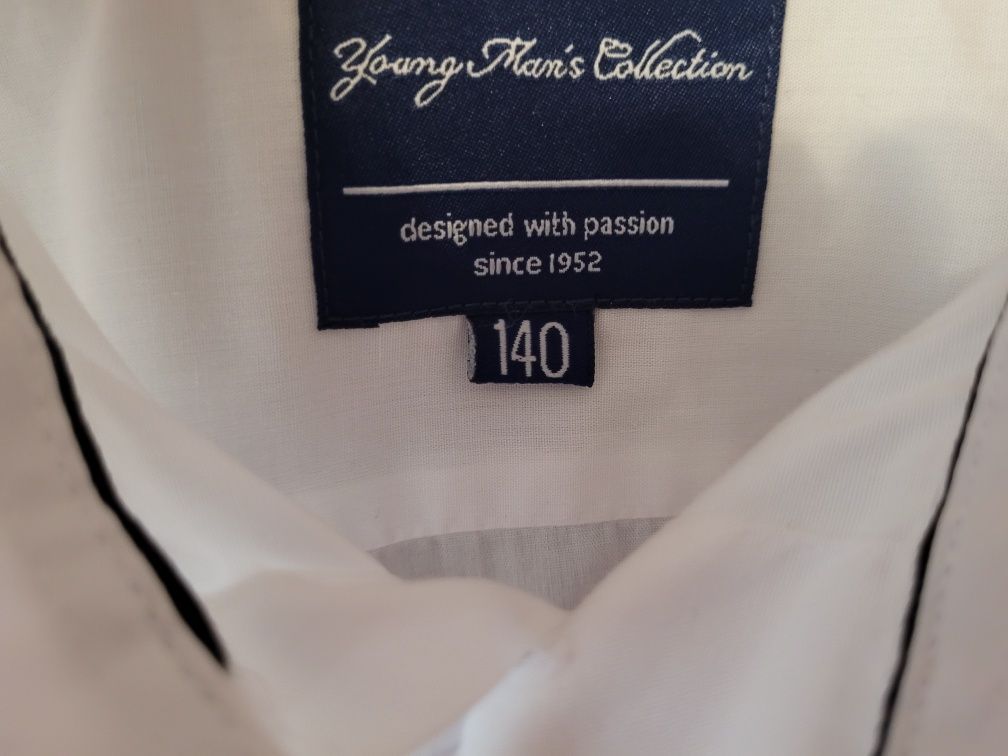 Young Man's Collection
designed with passion
since 1952
140